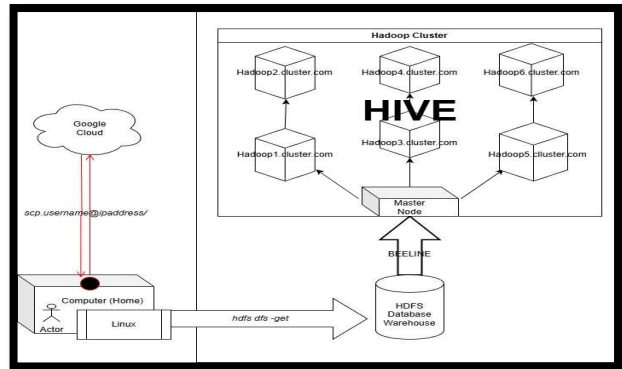 Hadoop Cluster
Hadoop2.cluster.com
Hadoop4.cluster.com
Hadoop6.cluster.com
HIVE
Google
Cloud
Hadoop1.cluster.com
Hadoop3.cluster.com
Hadoop5.clluster.com
scp.username@ipaddress/
Master
Node
BEELINE
Computer (Home)
Actor
Linux
hdfs dfs -get
HDFS
Database
Warehouse